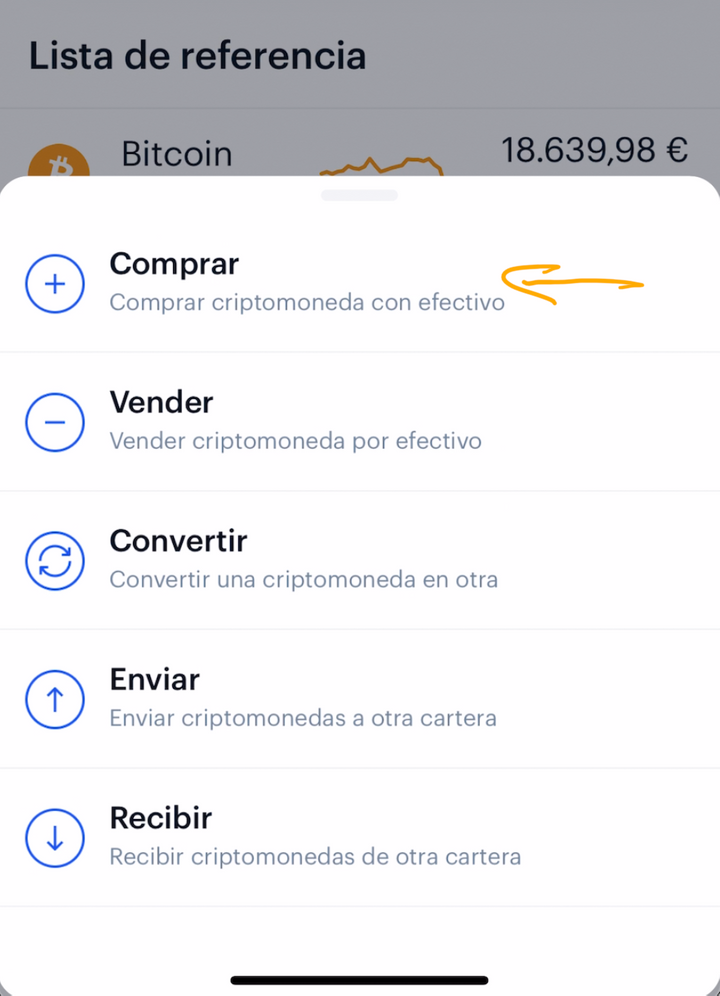 Lista de referencia
Bitcoin 18.639,98 €
Comprar
Comprar criptomoneda con efectivo
Vender
Vender criptomoneda por efectivo
Convertir
Convertir una criptomoneda en otra
Enviar
Enviar criptomonedas a otra cartera
Recibir
Recibir criptomonedas de otra cartera